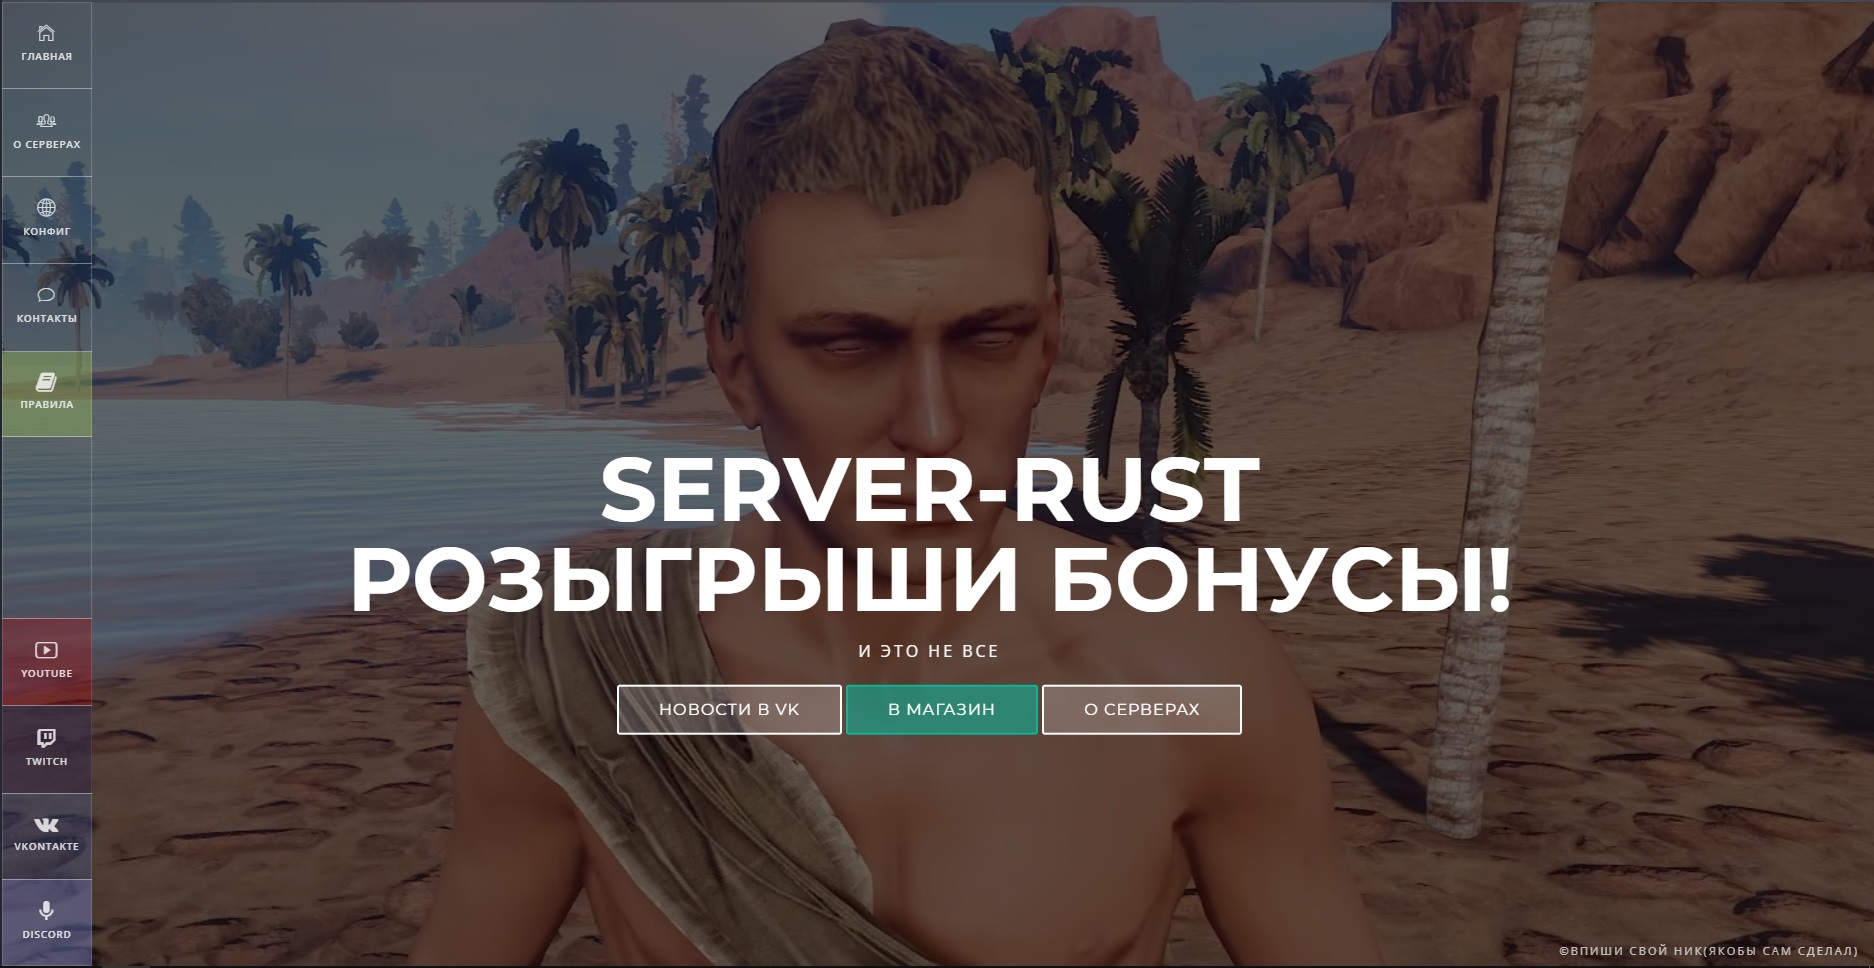 ГЛАВНАЯ
О СЕРВЕРАХ
КОНФИГ
КОНТАКТЫ
ПРАВИЛА
YOUTUBE
TWITCH
VKONTAKTE
DISCORD
SERVER-RUST
РОЗЫГРЫШИ БОНУСЫ!
И ЭТО НЕ ВСЕ
НОВОСТИ В VK
В МАГАЗИН
О СЕРВЕРАХ
©ВПИШИ СВОЙ НИК(ЯКОБЫ САМ СДЕЛАЛ)